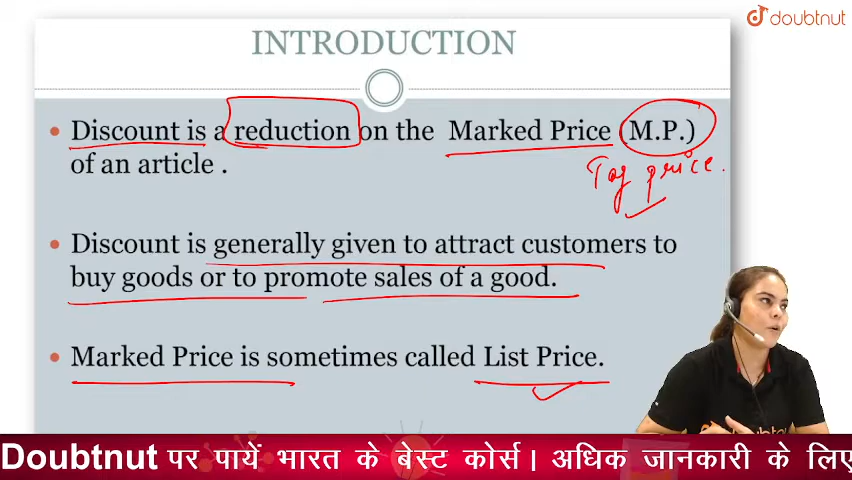 doubtnut
INTRODUCTION
• Discount is a reduction on the Marked Price (M.P.)
of an article .
Tag price.
• Discount is generally given to attract customers to
buy goods or to promote sales of a good.
• Marked Price is sometimes called List Price.
doubtnut
Doubtnut पर पायें भारत के बेस्ट कोर्स। अधिक जानकारी के लिए